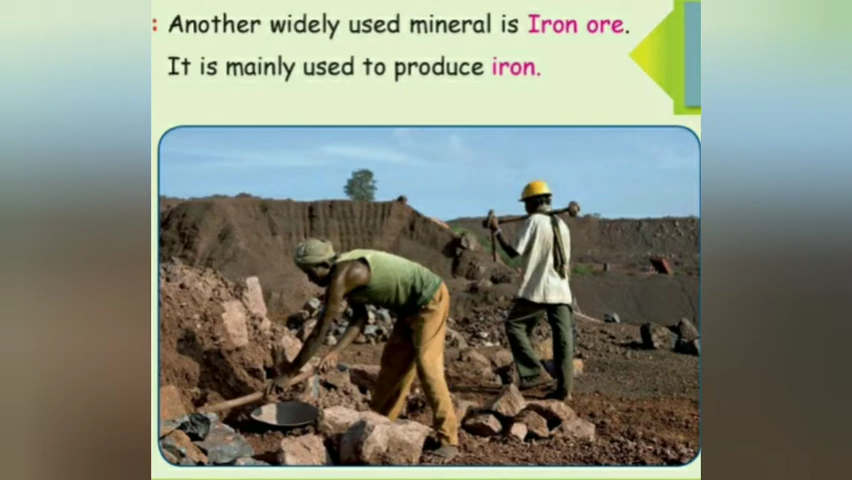 : Another widely used mineral is Iron ore.
It is mainly used to produce iron.